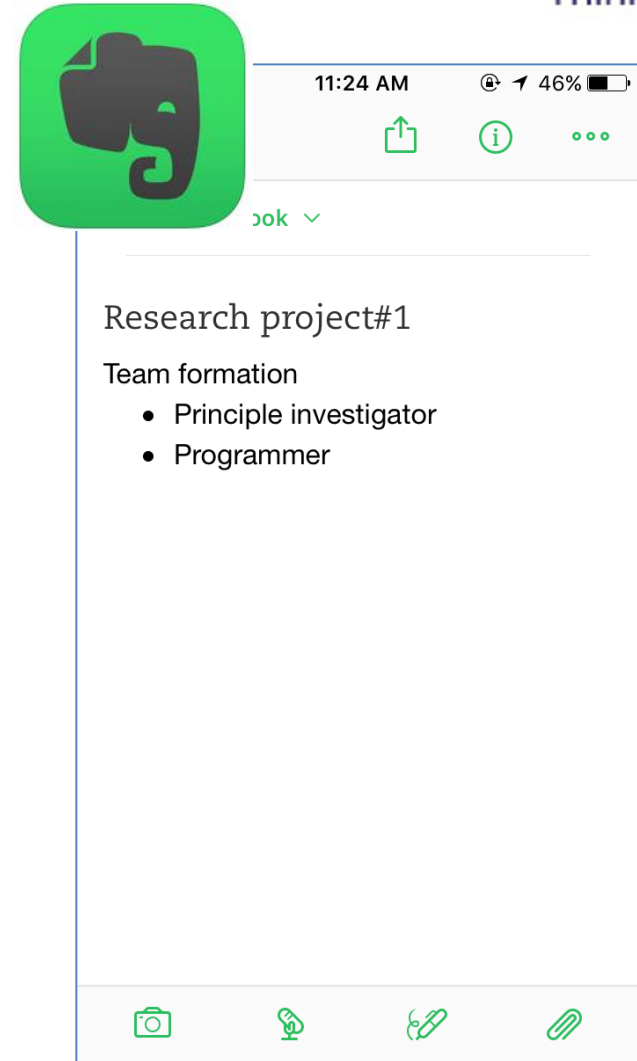 11:24 AM 46%
ook
Research project#1
Team formation
• Principle investigator
• Programmer